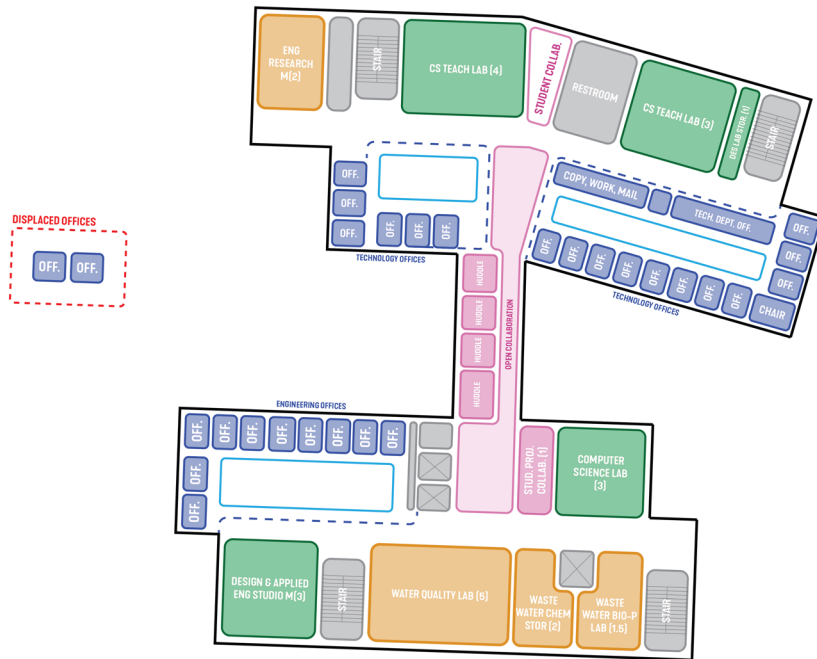 ENG
RESEARCH
M(2)
STAIR
CS TEACH LAB (4)
STUDENT COLLAB.
RESTROOM
CS TEACH LAB (3)
DES LAB STOR. (1)
STAIR
OFF.
OFF.
OFF.
OFF.
OFF.
OFF.
TECHNOLOGY OFFICES
COPY, WORK, MAIL
TECH. DEPT. OFF.
OFF.
OFF.
OFF.
OFF.
OFF.
OFF.
OFF.
OFF.
OFF.
OFF.
OFF.
CHAIR
TECHNOLOGY OFFICES
DISPLACED OFFICES
OFF.
OFF.
HUDDLE
HUDDLE
HUDDLE
HUDDLE
OPEN COLLABORATION
ENGINEERING OFFICES
OFF.
OFF.
OFF.
OFF.
OFF.
OFF.
OFF.
OFF.
OFF.
OFF.
STUD. PROJ.
COLLAB. (1)
COMPUTER
SCIENCE LAB
(3)
DESIGN & APPLIED
ENG STUDIO M(3)
STAIR
WATER QUALITY LAB (6)
WASTE
WATER CHEM
STOR (2)
WASTE
WATER BIO-P
LAB (1.5)
STAIR